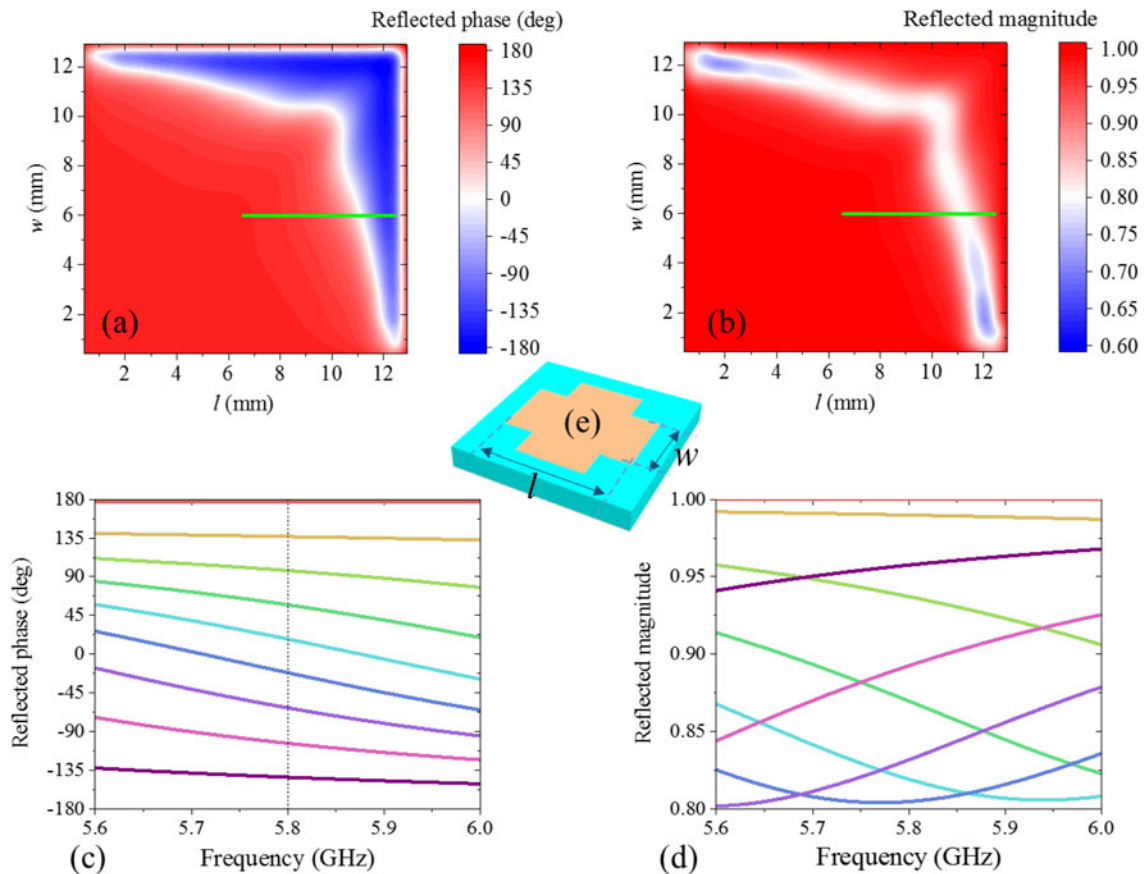 Reflected phase (deg)
180
135
90
45
0
-45
-90
-135
-180
12
10
8
6
4
2
w (mm)
(a)
2 4 6 8 10 12
l (mm)
Reflected magnitude
1.00
0.95
0.90
0.85
0.80
0.75
0.70
0.65
0.60
12
10
8
6
4
2
w (mm)
(b)
2 4 6 8 10 12
l (mm)
(e)
l
w
180
135
90
45
0
-45
-90
-135
-180
Reflected phase (deg)
5.6 5.7 5.8 5.9 6.0
(c)
Frequency (GHz)
1.00
0.95
0.90
0.85
0.80
Reflected magnitude
5.6 5.7 5.8 5.9 6.0
(d)
Frequency (GHz)